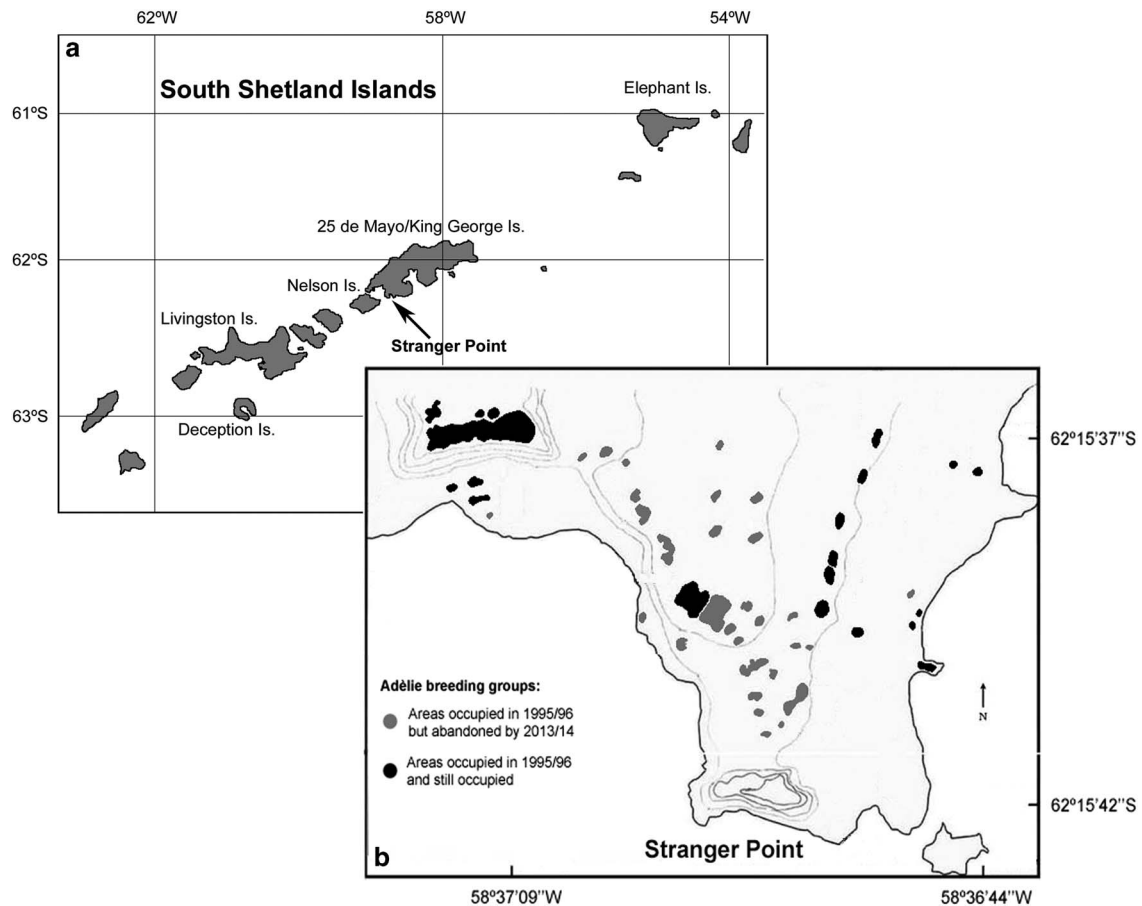 62ºW 58ºW 54ºW
a
South Shetland Islands
Elephant Is.
61ºS
25 de Mayo/King George Is.
62ºS
Nelson Is.
Livingston Is.
Stranger Point
63ºS
Deception Is.
62º15'37''S
Adèlie breeding groups:
Areas occupied in 1995/96
but abandoned by 2013/14
N
Areas occupied in 1995/96
and still occupied
62º15'42''S
Stranger Point
b
58º37'09''W 58º36'44''W